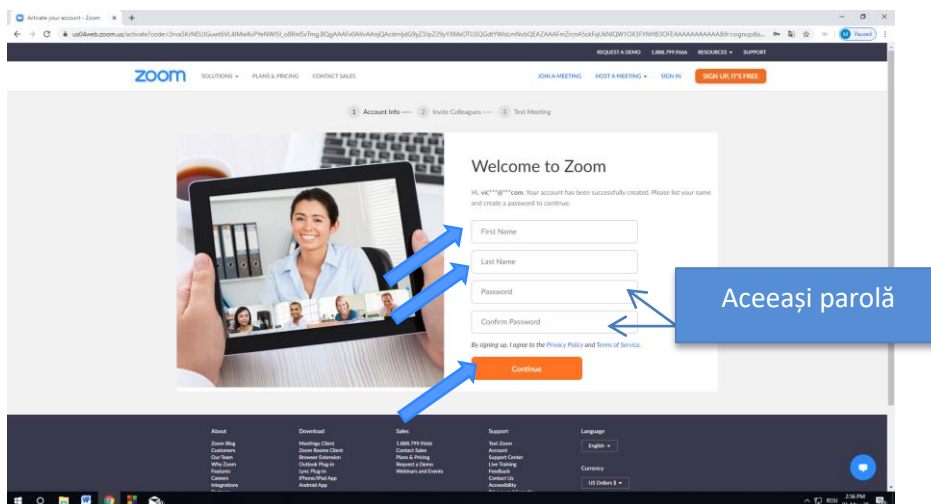 Activate your account - Zoom
REQUEST A DEMO 1.888.799.9666 RESOURCES SUPPORT
zoom SOLUTIONS PLANS & PRICING CONTACT SALES JOIN A MEETING HOST A MEETING SIGN IN SIGN UP, IT'S FREE
1 Account Info 2 Invite Colleagues 3 Test Meeting
Welcome to Zoom
Hi, vic***@***com. Your account has been successfully created. Please list your name
and create a password to continue.
First Name
Last Name
Password
Confirm Password
Aceeași parolă
By signing up, I agree to the Privacy Policy and Terms of Service.
Continue
About
Zoom Blog
Customers
Our Team
Why Zoom
Features
Careers
Integrations
Download
Meetings Client
Zoom Rooms Client
Browser Extension
Outlook Plug-in
Lync Plug-in
iPhone/iPad App
Android App
Sales
1.888.799.9666
Contact Sales
Plans & Pricing
Request a Demo
Webinars and Events
Support
Test Zoom
Account
Support Center
Live Training
Feedback
Contact Us
Accessibility
Language
English
Currency
US Dollars $
Paused
ROU 2:56 PM